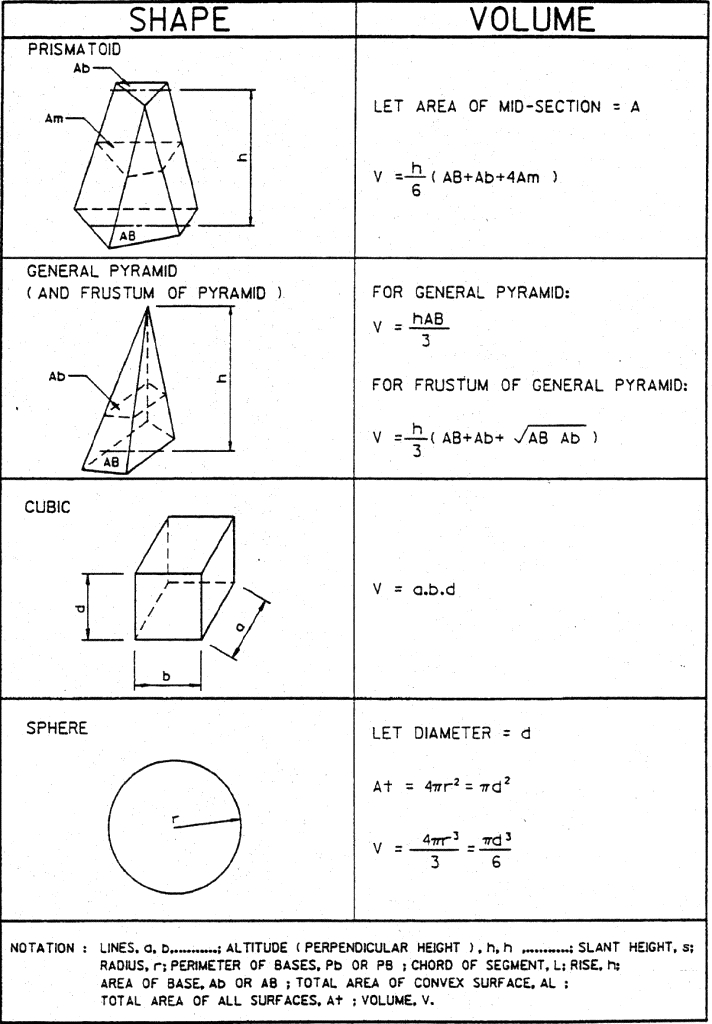 SHAPE
VOLUME
PRISMATOID
Ab
Am
h
AB
LET AREA OF MID-SECTION = A
V = h/6 ( AB+Ab+4Am )
GENERAL PYRAMID
( AND FRUSTUM OF PYRAMID )
Ab
h
AB
FOR GENERAL PYRAMID:
V = hAB/3
FOR FRUSTUM OF GENERAL PYRAMID:
V = h/3 ( AB+Ab+ √AB Ab )
CUBIC
d
a
b
V = a.b.d
SPHERE
r
LET DIAMETER = d
At = 4πr² = πd²
V = 4πr³/3 = πd³/6
NOTATION : LINES, a, b,..........; ALTITUDE ( PERPENDICULAR HEIGHT ), h, h ,..........; SLANT HEIGHT, s;
RADIUS, r; PERIMETER OF BASES, Pb OR PB ; CHORD OF SEGMENT, L; RISE, h;
AREA OF BASE, Ab OR AB ; TOTAL AREA OF CONVEX SURFACE, AL ;
TOTAL AREA OF ALL SURFACES, At ; VOLUME, V.